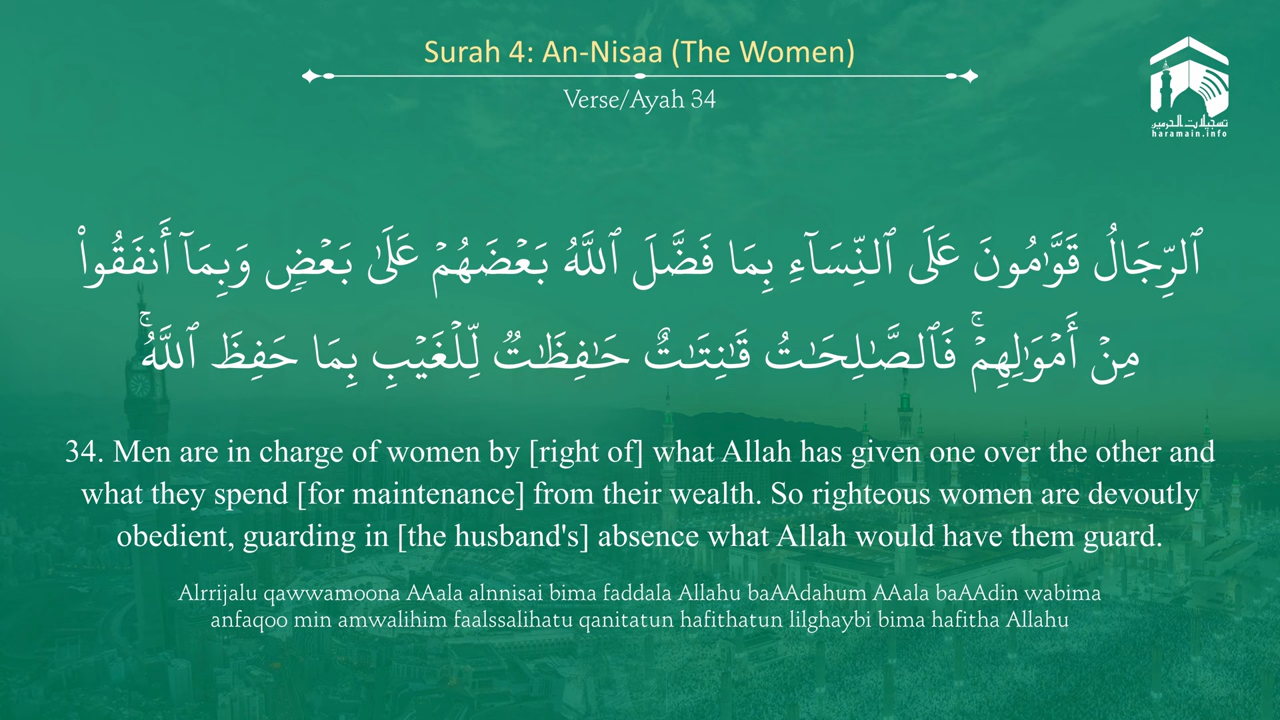 Surah 4: An-Nisaa (The Women)
Verse/Ayah 34
تسجيلات الحرمين
haramain.info
ٱلرِّجَالُ قَوَّٰمُونَ عَلَى ٱلنِّسَآءِ بِمَا فَضَّلَ ٱللَّهُ بَعْضَهُمْ عَلَىٰ بَعْضٍ وَبِمَآ أَنفَقُوا۟
مِنْ أَمْوَٰلِهِمْ ۚ فَٱلصَّـٰلِحَـٰتُ قَـٰنِتَـٰتٌ حَـٰفِظَـٰتٌ لِّلْغَيْبِ بِمَا حَفِظَ ٱللَّهُ ۚ
34. Men are in charge of women by [right of] what Allah has given one over the other and
what they spend [for maintenance] from their wealth. So righteous women are devoutly
obedient, guarding in [the husband's] absence what Allah would have them guard.
Alrrijalu qawwamoona AAala alnnisai bima faddala Allahu baAAdahum AAala baAAdin wabima
anfaqoo min amwalihim faalssalihatu qanitatun hafithatun lilghaybi bima hafitha Allahu